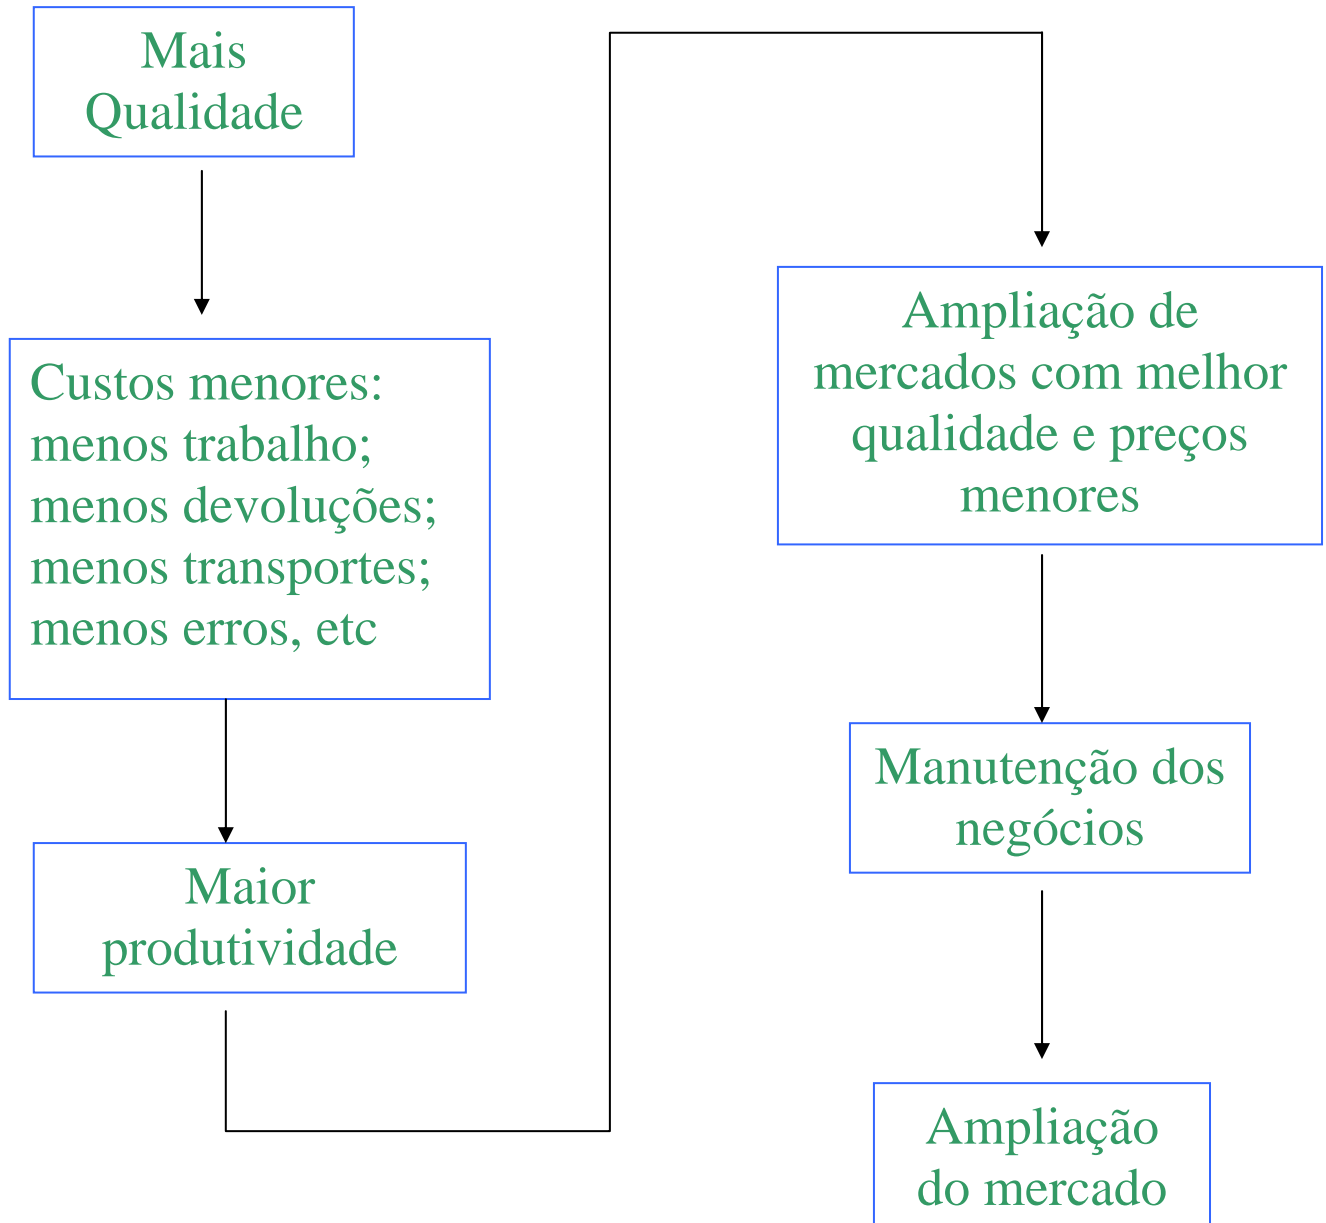 Mais
Qualidade
Custos menores:
menos trabalho;
menos devoluções;
menos transportes;
menos erros, etc
Maior
produtividade
Ampliação de
mercados com melhor
qualidade e preços
menores
Manutenção dos
negócios
Ampliação
do mercado